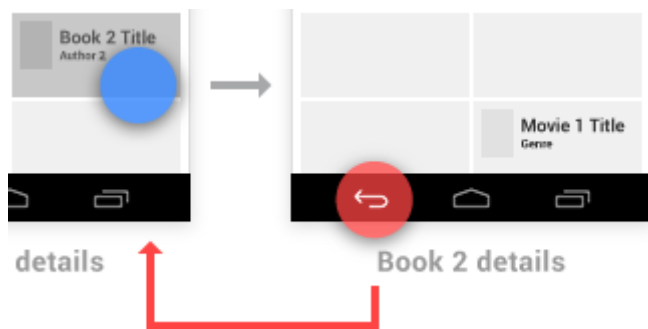 Book 2 Title
Author 2
Movie 1 Title
Genre
details
Book 2 details